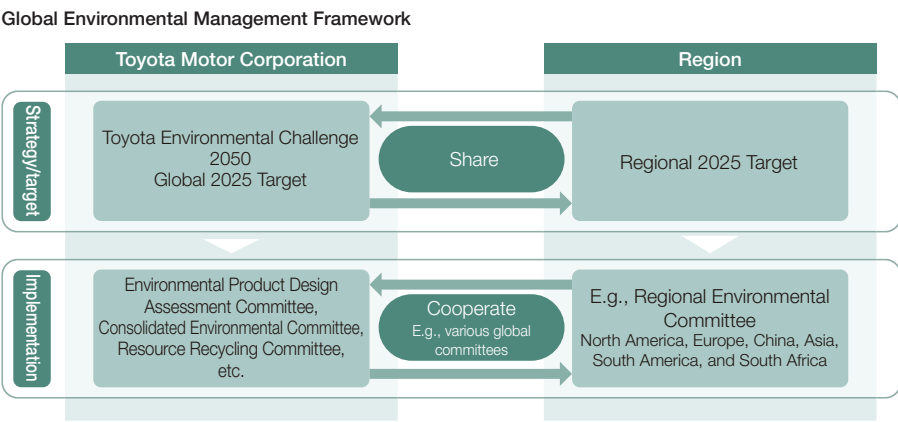 Global Environmental Management Framework
Toyota Motor Corporation
Region
Strategy/target
Toyota Environmental Challenge
2050
Global 2025 Target
Share
Regional 2025 Target
Implementation
Environmental Product Design
Assessment Committee,
Consolidated Environmental Committee,
Resource Recycling Committee,
etc.
Cooperate
E.g., various global
committees
E.g., Regional Environmental
Committee
North America, Europe, China, Asia,
South America, and South Africa